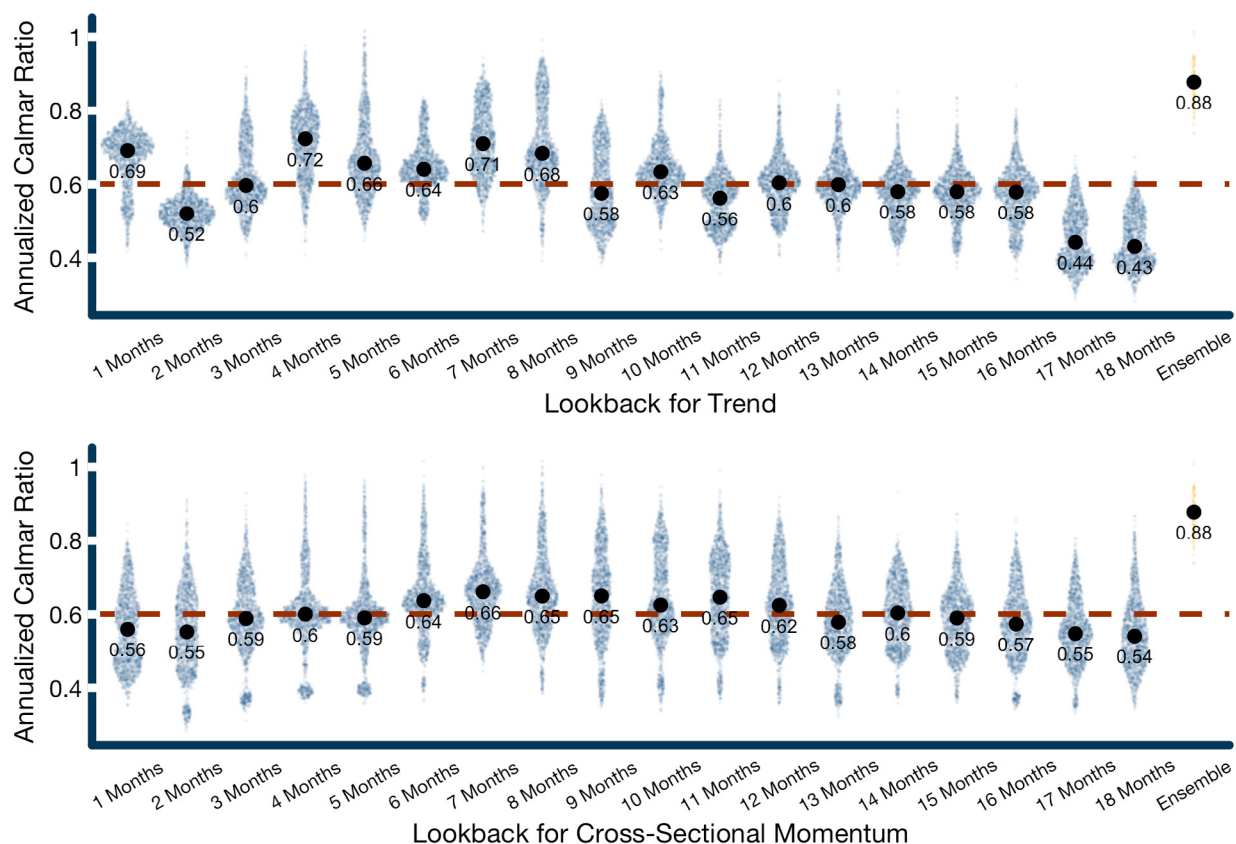 Annualized Calmar Ratio
1
0.8
0.6
0.4
0.69
0.52
0.6
0.72
0.66
0.64
0.71
0.68
0.58
0.63
0.56
0.6
0.6
0.58
0.58
0.58
0.44
0.43
0.88
1 Months
2 Months
3 Months
4 Months
5 Months
6 Months
7 Months
8 Months
9 Months
10 Months
11 Months
12 Months
13 Months
14 Months
15 Months
16 Months
17 Months
18 Months
Ensemble
Lookback for Trend
Annualized Calmar Ratio
1
0.8
0.6
0.4
0.56
0.55
0.59
0.6
0.59
0.64
0.66
0.65
0.65
0.63
0.65
0.62
0.58
0.6
0.59
0.57
0.55
0.54
0.88
1 Months
2 Months
3 Months
4 Months
5 Months
6 Months
7 Months
8 Months
9 Months
10 Months
11 Months
12 Months
13 Months
14 Months
15 Months
16 Months
17 Months
18 Months
Ensemble
Lookback for Cross-Sectional Momentum